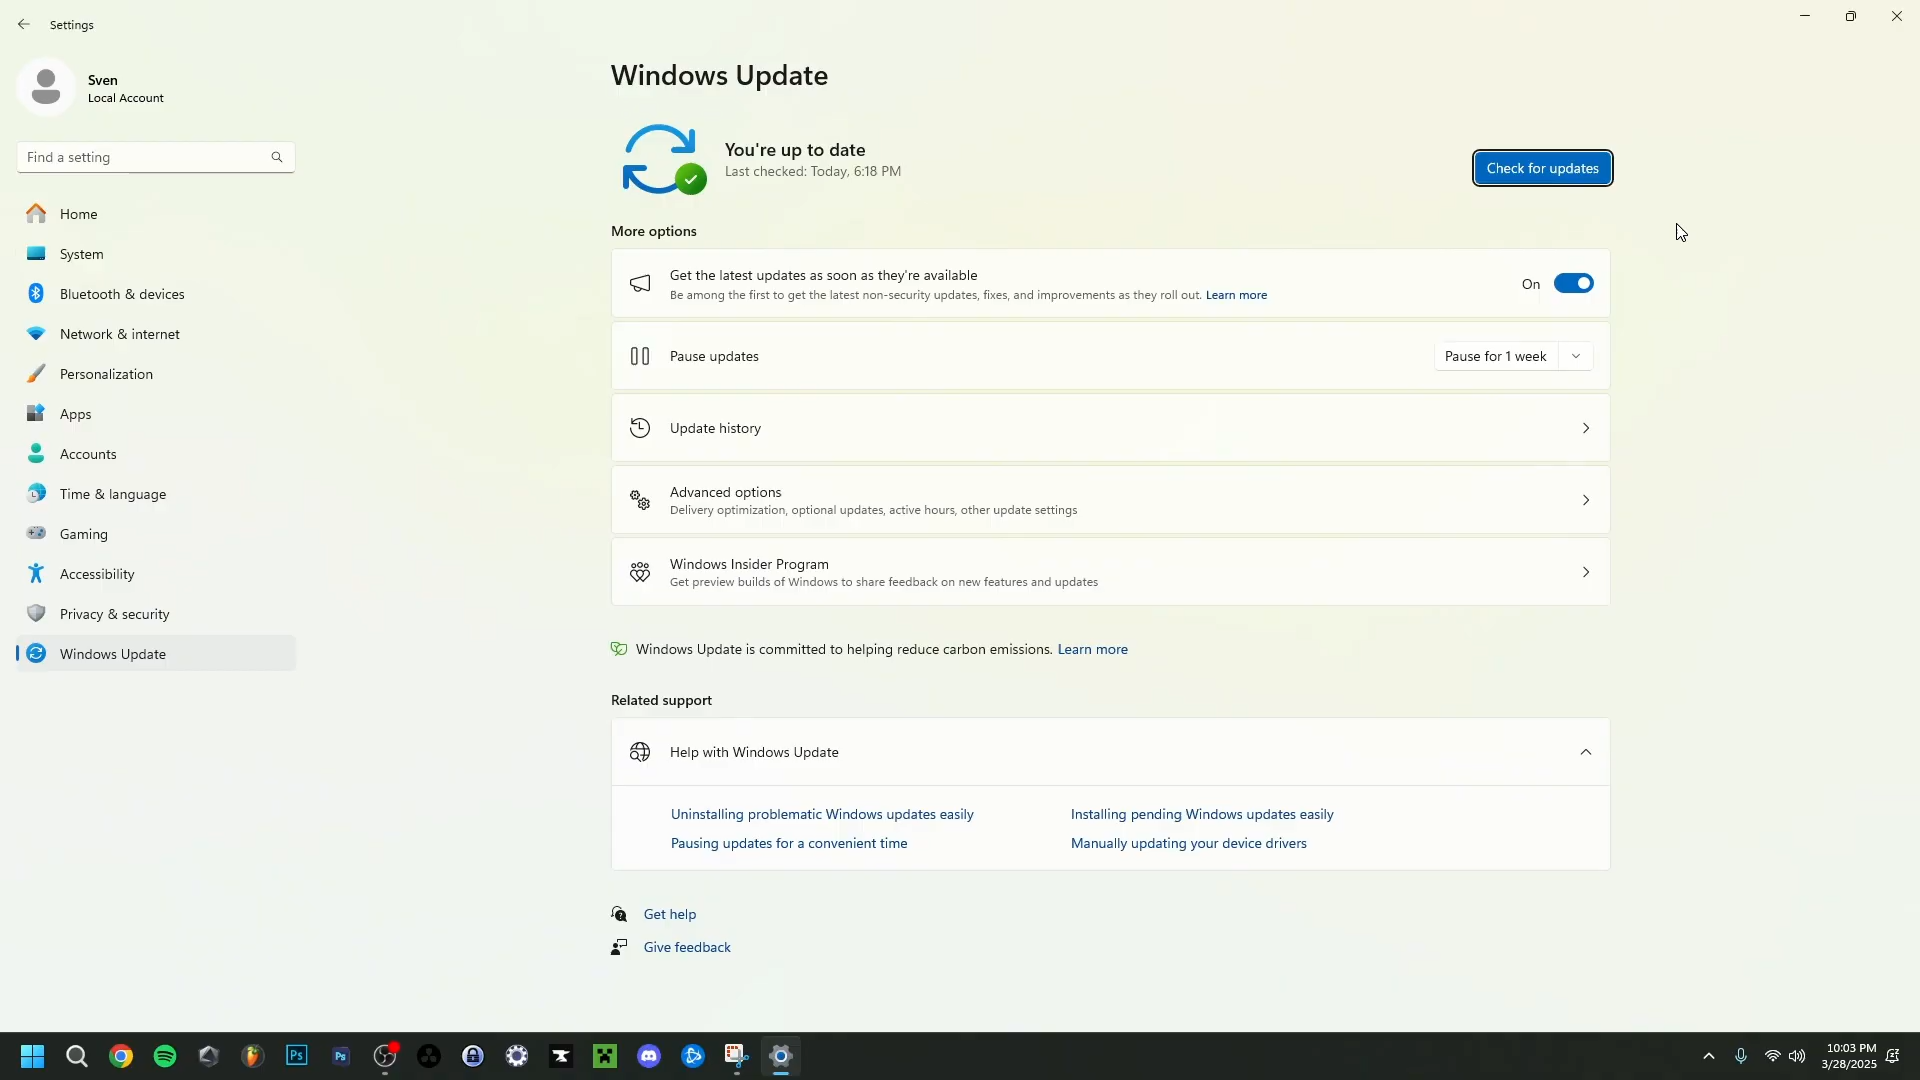 Settings
Sven
Local Account
Find a setting
Home
System
Bluetooth & devices
Network & internet
Personalization
Apps
Accounts
Time & language
Gaming
Accessibility
Privacy & security
Windows Update
Windows Update
You're up to date
Last checked: Today, 6:18 PM
Check for updates
More options
Get the latest updates as soon as they're available
Be among the first to get the latest non-security updates, fixes, and improvements as they roll out. Learn more
On
Pause updates
Pause for 1 week
Update history
Advanced options
Delivery optimization, optional updates, active hours, other update settings
Windows Insider Program
Get preview builds of Windows to share feedback on new features and updates
Windows Update is committed to helping reduce carbon emissions. Learn more
Related support
Help with Windows Update
Uninstalling problematic Windows updates easily
Installing pending Windows updates easily
Pausing updates for a convenient time
Manually updating your device drivers
Get help
Give feedback
Ps
Ps
10:03 PM
3/28/2025